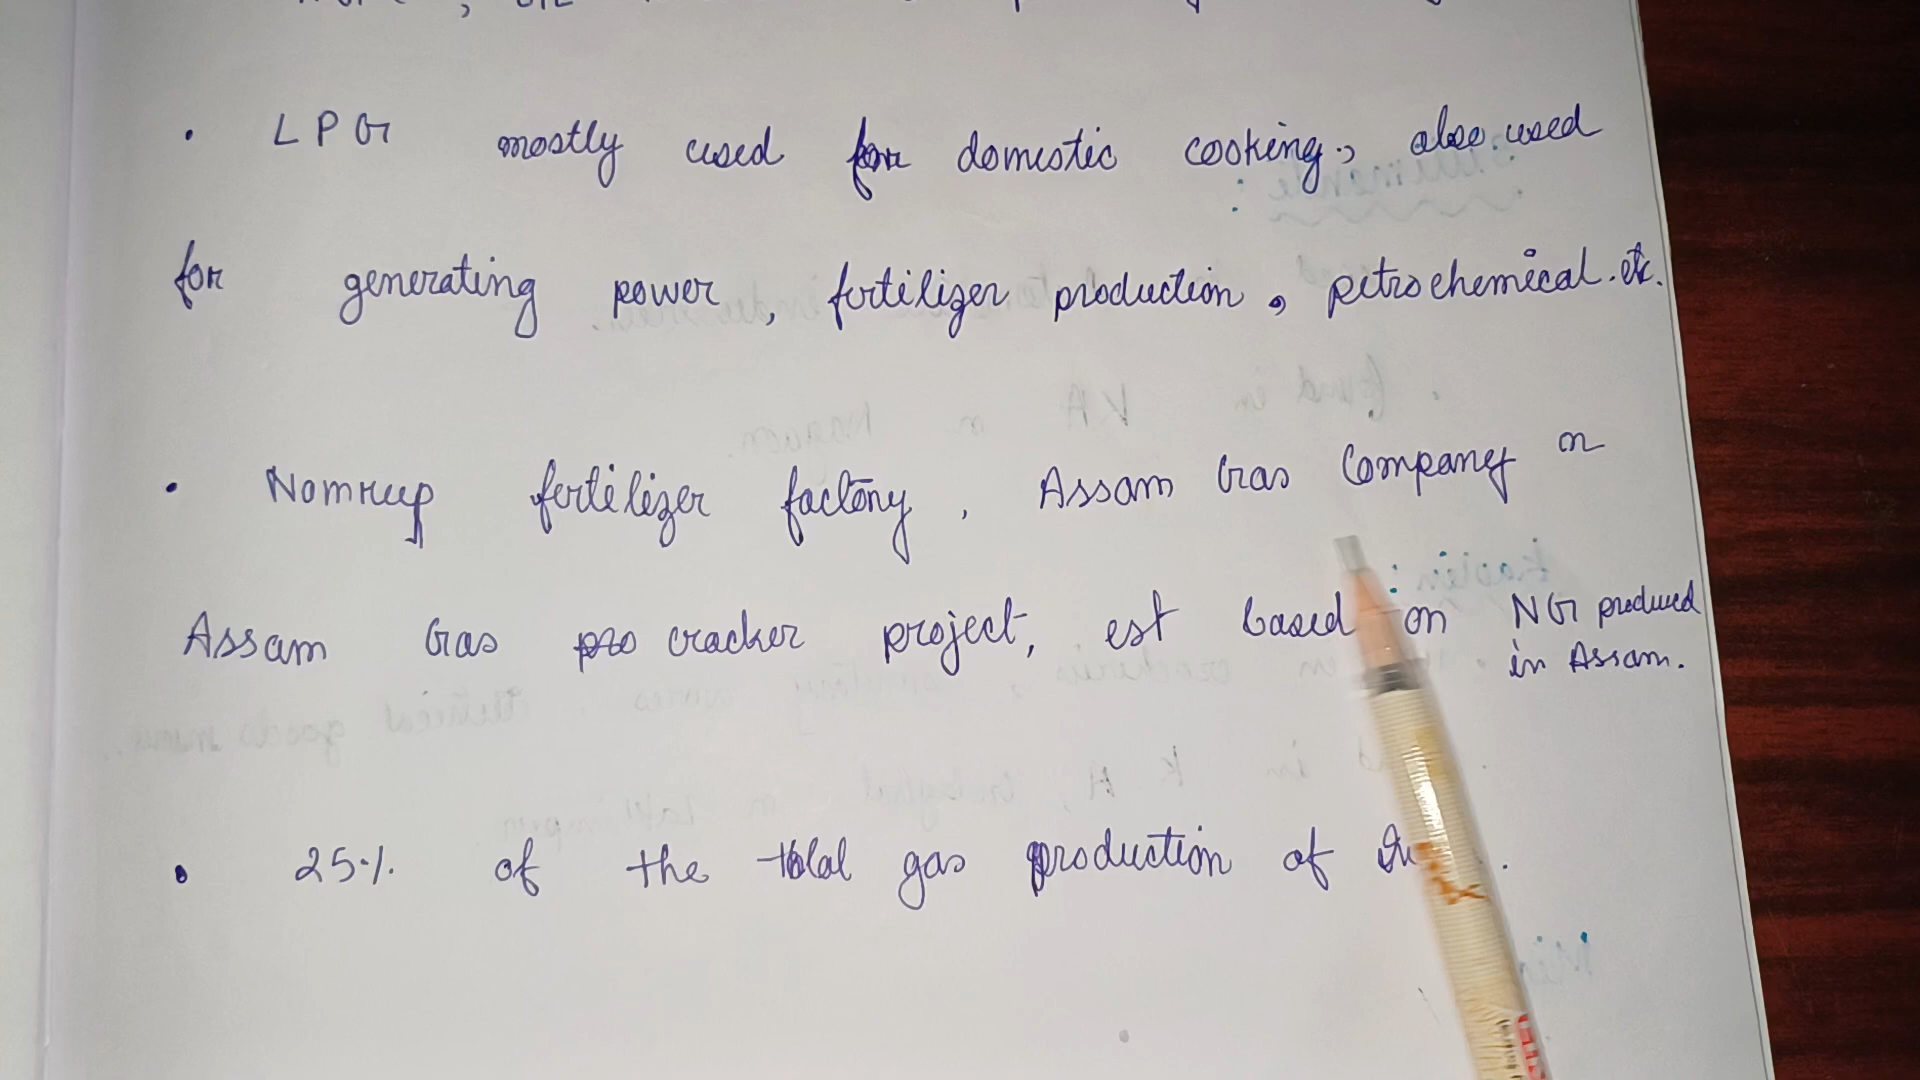 • LPG mostly used for domestic cooking, also used
for generating power, fertilizer production, petrochemical etc.
• Namrup fertilizer factory, Assam Gas Company n
Assam Gas pro cracker project, est based on NG produced
in Assam.
• 25% of the total gas production of